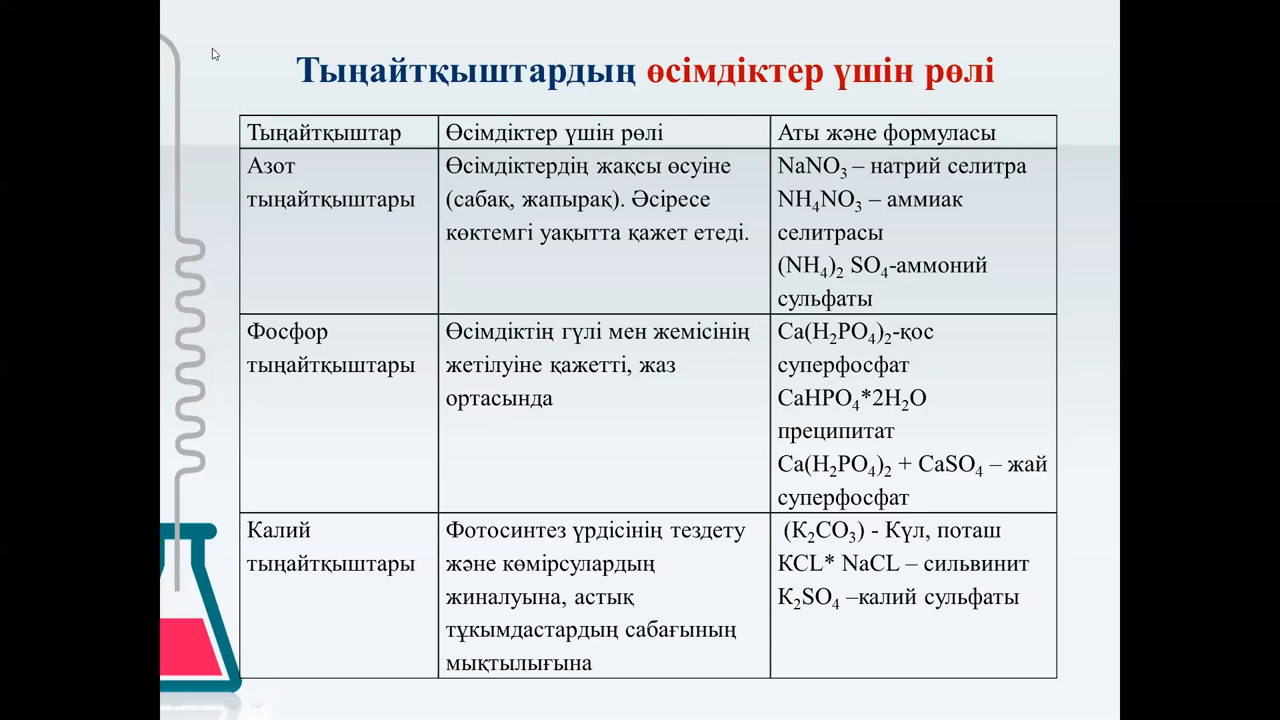 Тыңайтқыштардың өсімдіктер үшін рөлі
Тыңайтқыштар
Өсімдіктер үшін рөлі
Аты және формуласы
Азот
тыңайтқыштары
Өсімдіктердің жақсы өсуіне
(сабақ, жапырақ). Әсіресе
көктемгі уақытта қажет етеді.
NaNO₃ – натрий селитра
NH₄NO₃ – аммиак
селитрасы
(NH₄)₂ SO₄-аммоний
сульфаты
Фосфор
тыңайтқыштары
Өсімдіктің гүлі мен жемісінің
жетілуіне қажетті, жаз
ортасында
Ca(H₂PO₄)₂-қос
суперфосфат
CaHPO₄*2H₂O
преципитат
Ca(H₂PO₄)₂ + CaSO₄ – жай
суперфосфат
Калий
тыңайтқыштары
Фотосинтез үрдісінің тездету
және көмірсулардың
жиналуына, астық
тұкымдастардың сабағының
мықтылығына
(K₂CO₃) - Күл, поташ
KCL* NaCL – сильвинит
K₂SO₄ –калий сульфаты